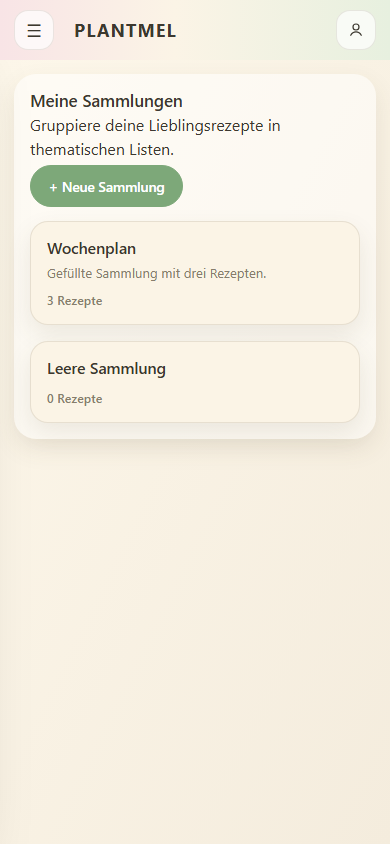 PLANTMEL
Meine Sammlungen
Gruppiere deine Lieblingsrezepte in
thematischen Listen.
+ Neue Sammlung
Wochenplan
Gefüllte Sammlung mit drei Rezepten.
3 Rezepte
Leere Sammlung
0 Rezepte